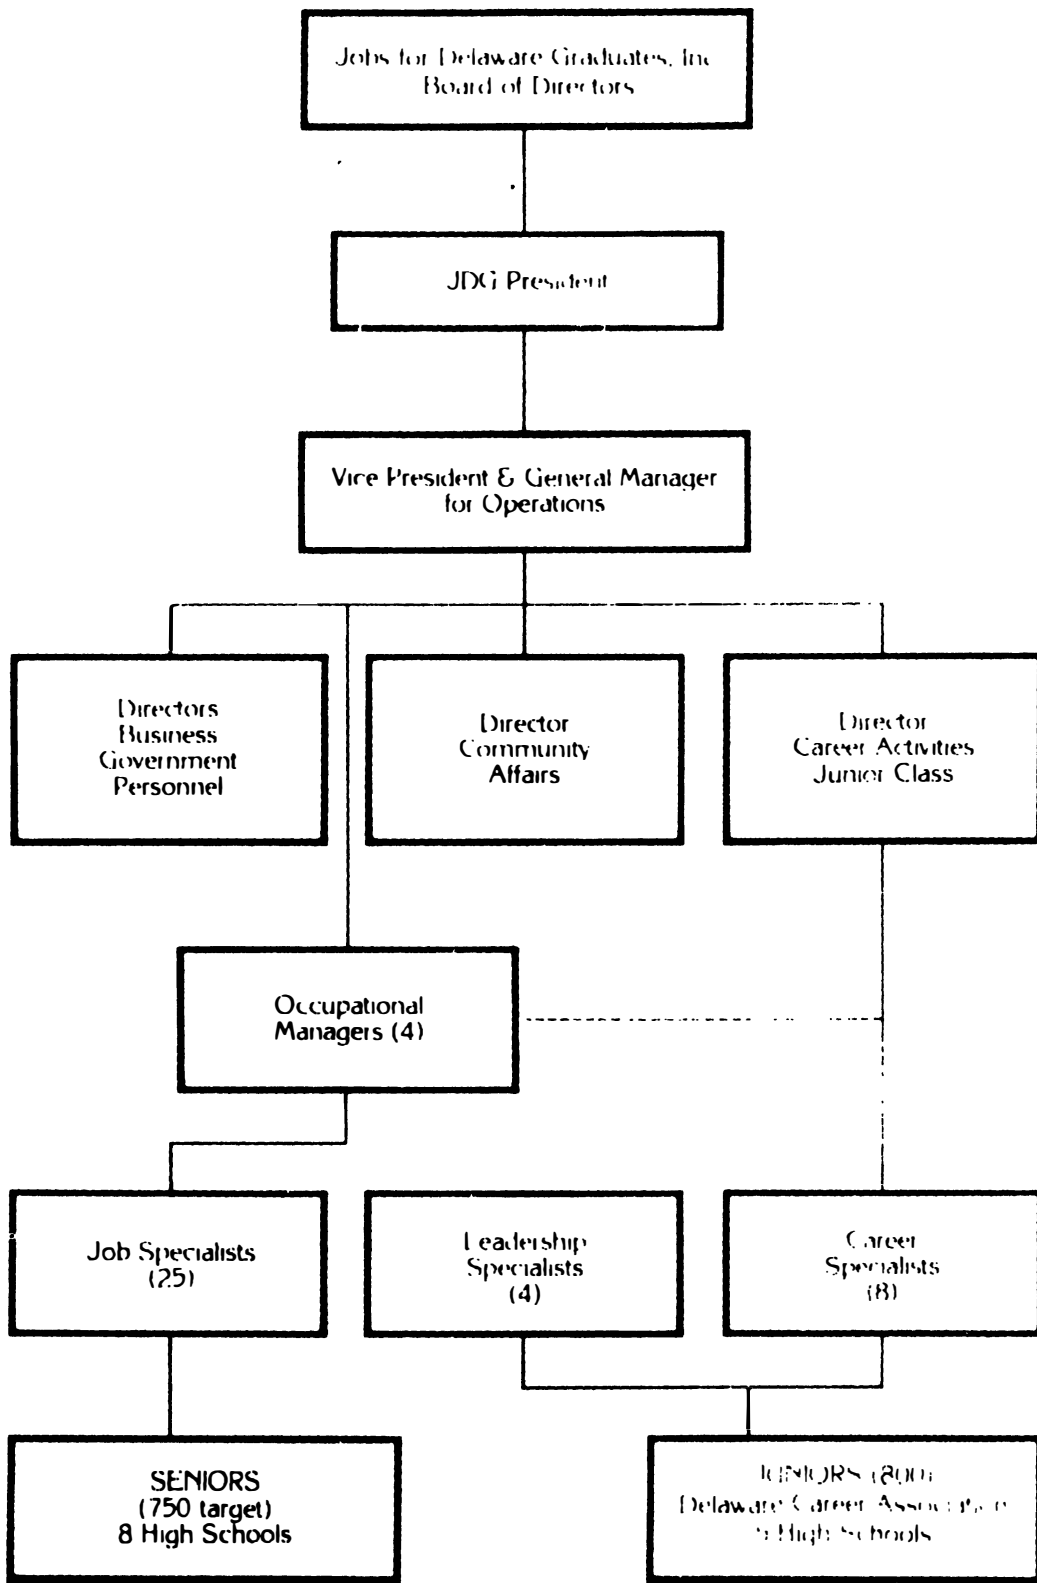 Jobs for Delaware Graduates, Inc
Board of Directors
JDG President
Vice President & General Manager
for Operations
Directors
Business
Government
Personnel
Director
Community
Affairs
Director
Career Activities
Junior Class
Occupational
Managers (4)
Job Specialists
(25)
Leadership
Specialists
(4)
Career
Specialists
(8)
SENIORS
(750 target)
8 High Schools
JUNIORS (800)
Delaware Career Association
High Schools